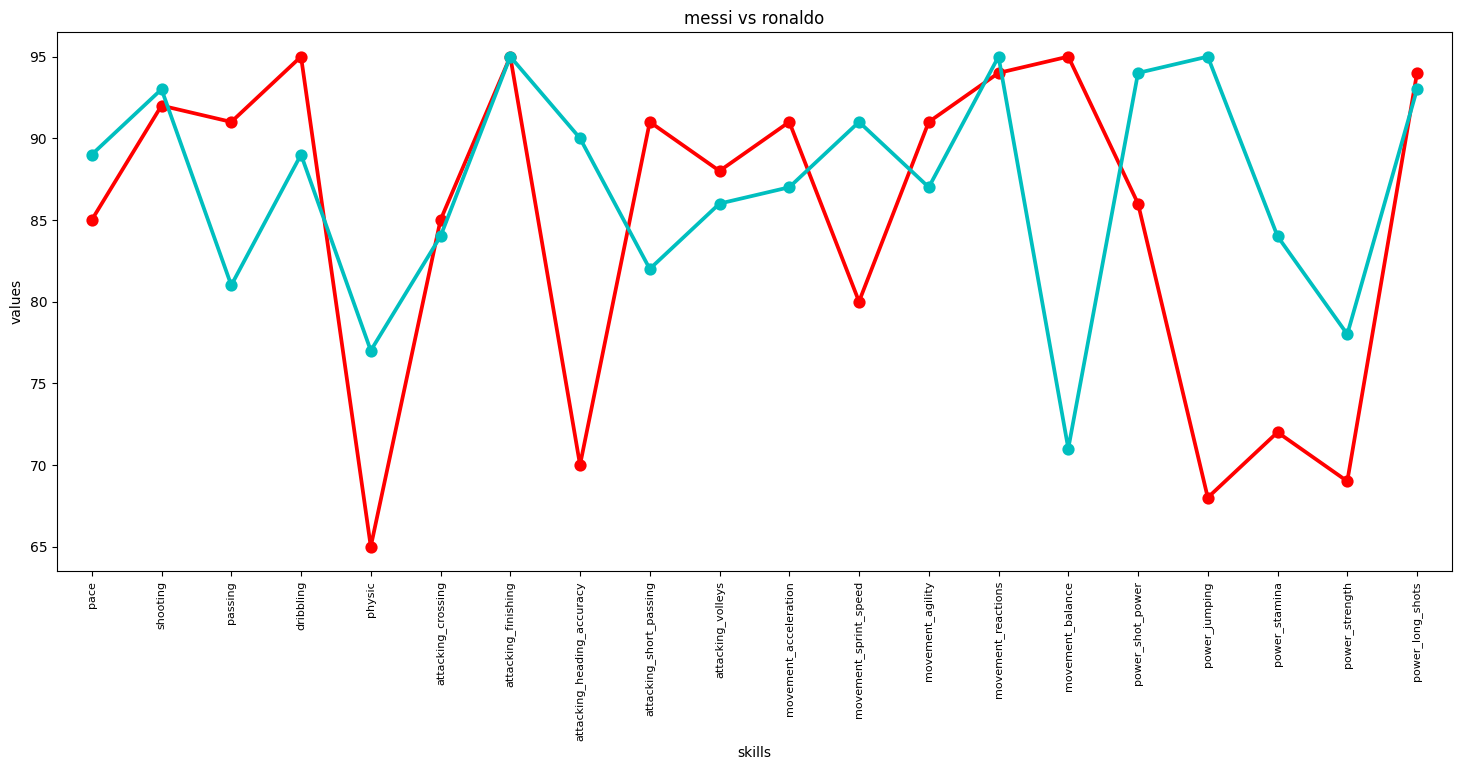 messi vs ronaldo
values
95
90
85
80
75
70
65
pace
shooting
passing
dribbling
physic
attacking_crossing
attacking_finishing
attacking_heading_accuracy
attacking_short_passing
attacking_volleys
movement_acceleration
movement_sprint_speed
movement_agility
movement_reactions
movement_balance
power_shot_power
power_jumping
power_stamina
power_strength
power_long_shots
skills